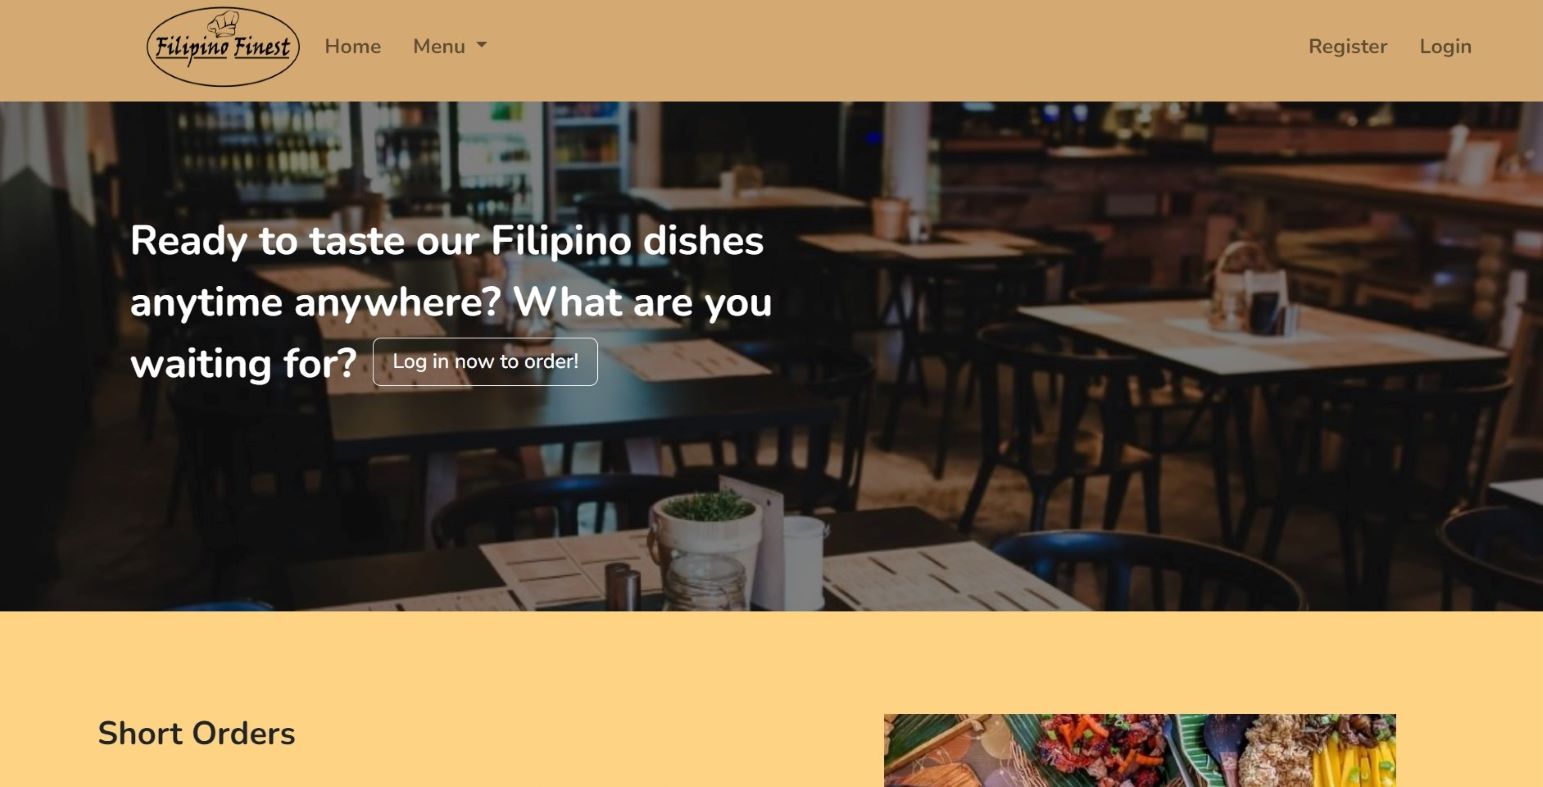 Filipino Finest
Home
Menu
Register
Login
Ready to taste our Filipino dishes
anytime anywhere? What are you
waiting for? Log in now to order!
Short Orders